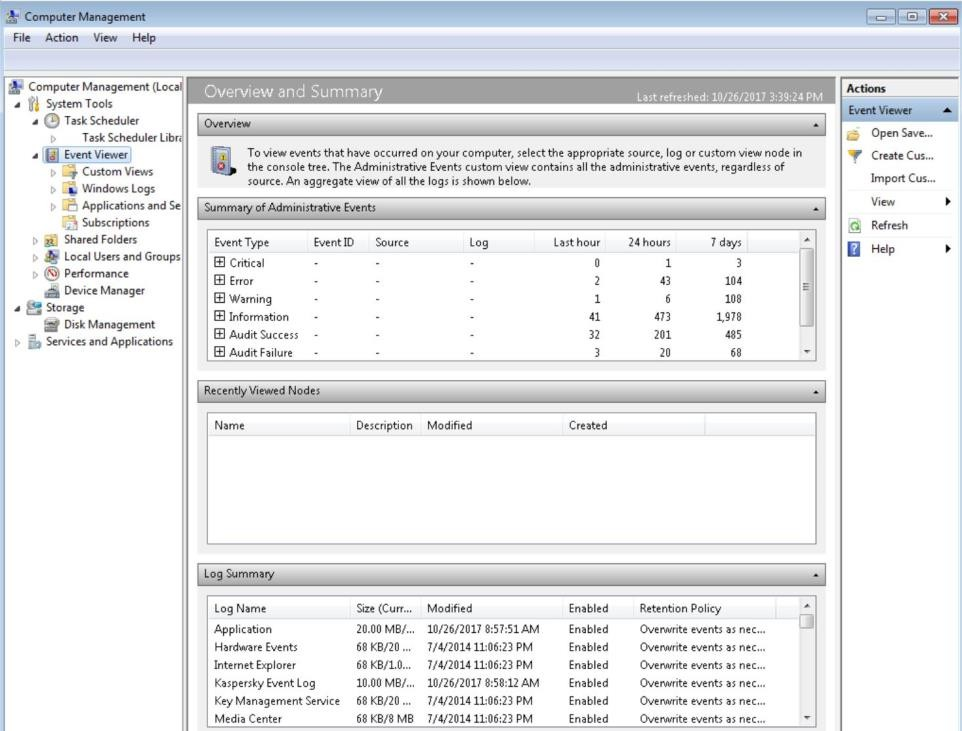 Computer Management
File Action View Help
Computer Management (Local
System Tools
Task Scheduler
Task Scheduler Libra
Event Viewer
Custom Views
Windows Logs
Applications and Se
Subscriptions
Shared Folders
Local Users and Groups
Performance
Device Manager
Storage
Disk Management
Services and Applications
Overview and Summary Last refreshed: 10/26/2017 3:39:24 PM
Overview
To view events that have occurred on your computer, select the appropriate source, log or custom view node in
the console tree. The Administrative Events custom view contains all the administrative events, regardless of
source. An aggregate view of all the logs is shown below.
Summary of Administrative Events
Event Type Event ID Source Log Last hour 24 hours 7 days
Critical - - - 0 1 3
Error - - - 2 43 104
Warning - - - 1 6 108
Information - - - 41 473 1,978
Audit Success - - - 32 201 485
Audit Failure - - - 3 20 68
Recently Viewed Nodes
Name Description Modified Created
Log Summary
Log Name Size (Curr... Modified Enabled Retention Policy
Application 20.00 MB/... 10/26/2017 8:57:51 AM Enabled Overwrite events as nec...
Hardware Events 68 KB/20 ... 7/4/2014 11:06:23 PM Enabled Overwrite events as nec...
Internet Explorer 68 KB/1.0... 7/4/2014 11:06:23 PM Enabled Overwrite events as nec...
Kaspersky Event Log 10.00 MB/... 10/26/2017 8:58:12 AM Enabled Overwrite events as nec...
Key Management Service 68 KB/20 ... 7/4/2014 11:06:23 PM Enabled Overwrite events as nec...
Media Center 68 KB/8 MB 7/4/2014 11:06:23 PM Enabled Overwrite events as nec...
Actions
Event Viewer
Open Save...
Create Cus...
Import Cus...
View
Refresh
Help